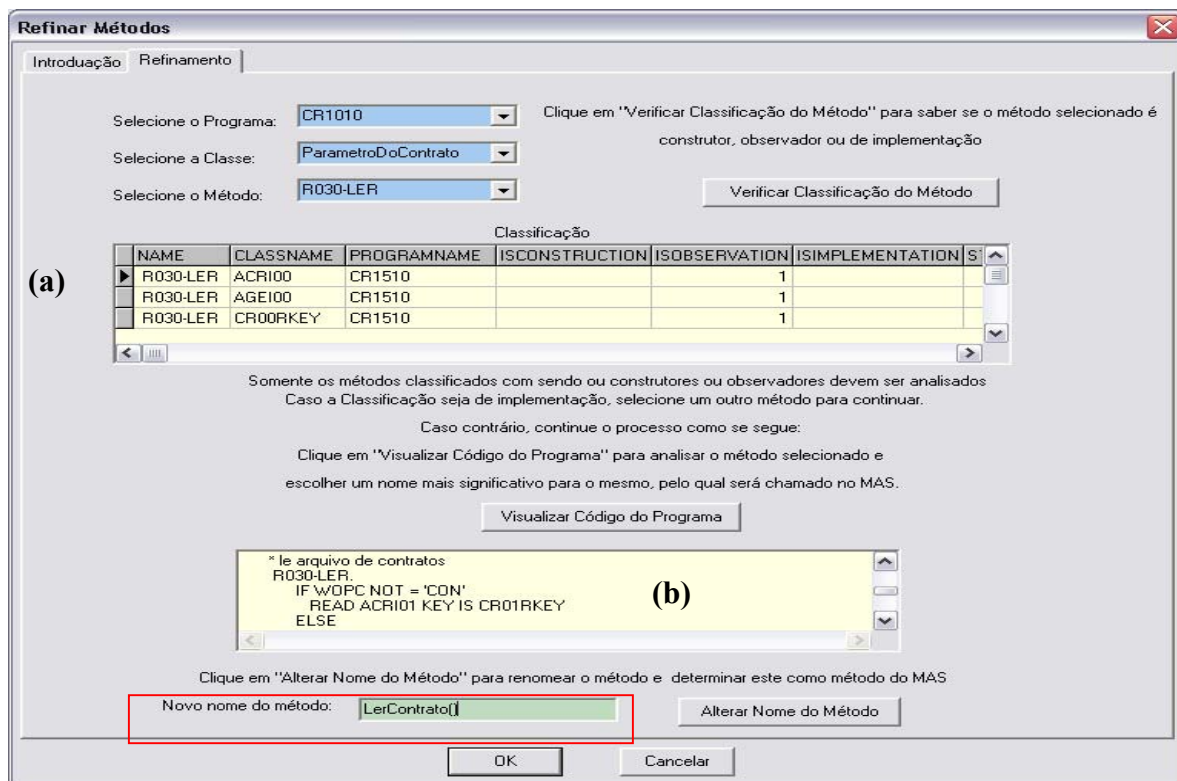 Refinar Métodos
Introduação Refinamento
Selecione o Programa: CR1010
Clique em "Verificar Classificação do Método" para saber se o método selecionado é
construtor, observador ou de implementação
Selecione a Classe: ParametroDoContrato
Selecione o Método: R030-LER
Verificar Classificação do Método
Classificação
NAME CLASSNAME PROGRAMNAME ISCONSTRUCTION ISOBSERVATION ISIMPLEMENTATION S
(a)
R030-LER ACRI00 CR1510 1
R030-LER AGEI00 CR1510 1
R030-LER CR00RKEY CR1510 1
Somente os métodos classificados com sendo ou construtores ou observadores devem ser analisados
Caso a Classificação seja de implementação, selecione um outro método para continuar.
Caso contrário, continue o processo como se segue:
Clique em "Visualizar Código do Programa" para analisar o método selecionado e
escolher um nome mais significativo para o mesmo, pelo qual será chamado no MAS.
Visualizar Código do Programa
* le arquivo de contratos
R030-LER.
IF WOPC NOT = 'CON'
READ ACRI01 KEY IS CR01RKEY
ELSE
(b)
Clique em "Alterar Nome do Método" para renomear o método e determinar este como método do MAS
Novo nome do método: LerContrato()
Alterar Nome do Método
OK Cancelar